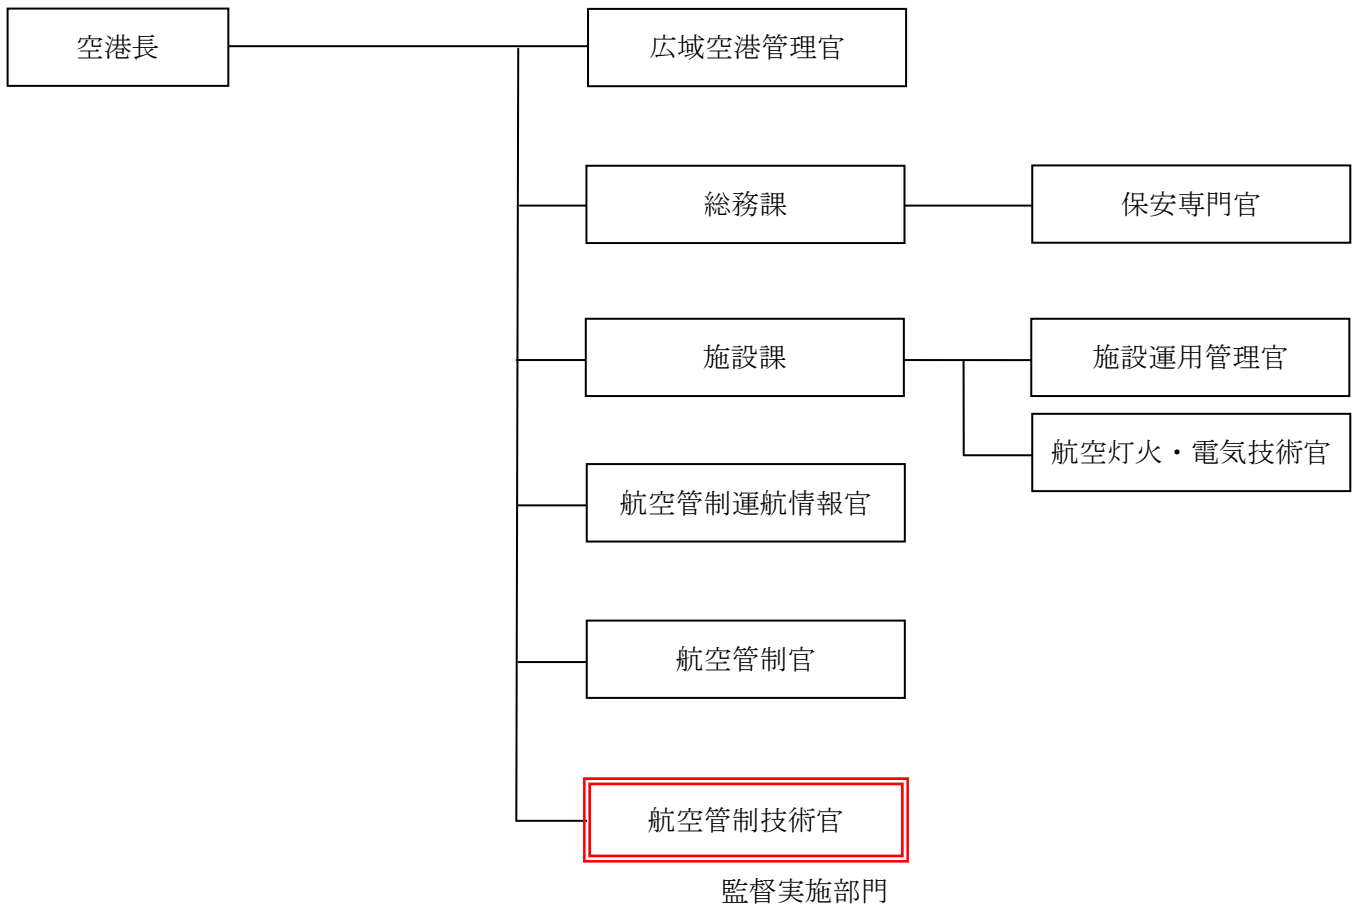 空港長
広域空港管理官
総務課
保安専門官
施設課
施設運用管理官
航空灯火・電気技術官
航空管制運航情報官
航空管制官
航空管制技術官
監督実施部門